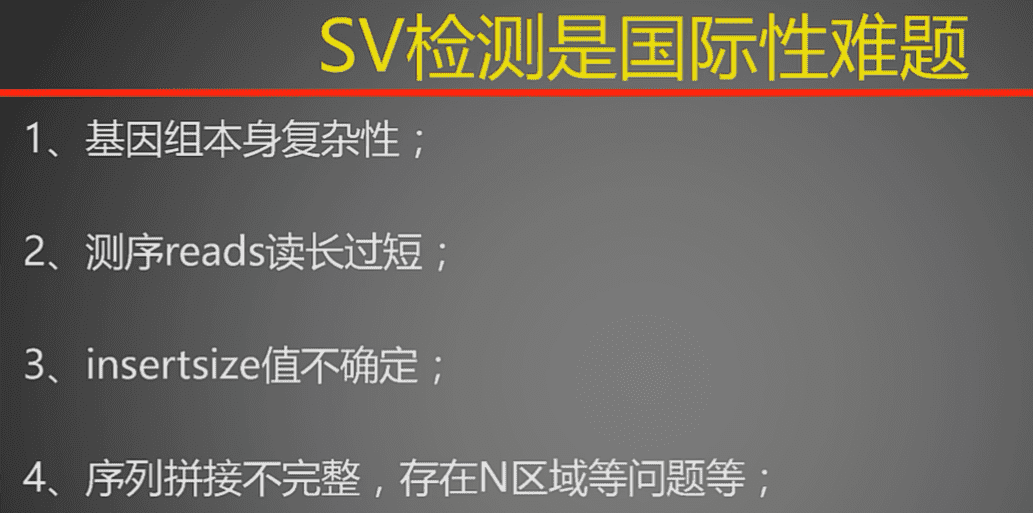 SV检测是国际性难题
1、基因组本身复杂性；
2、测序reads读长过短；
3、insertsize值不确定；
4、序列拼接不完整，存在N区域等问题等；